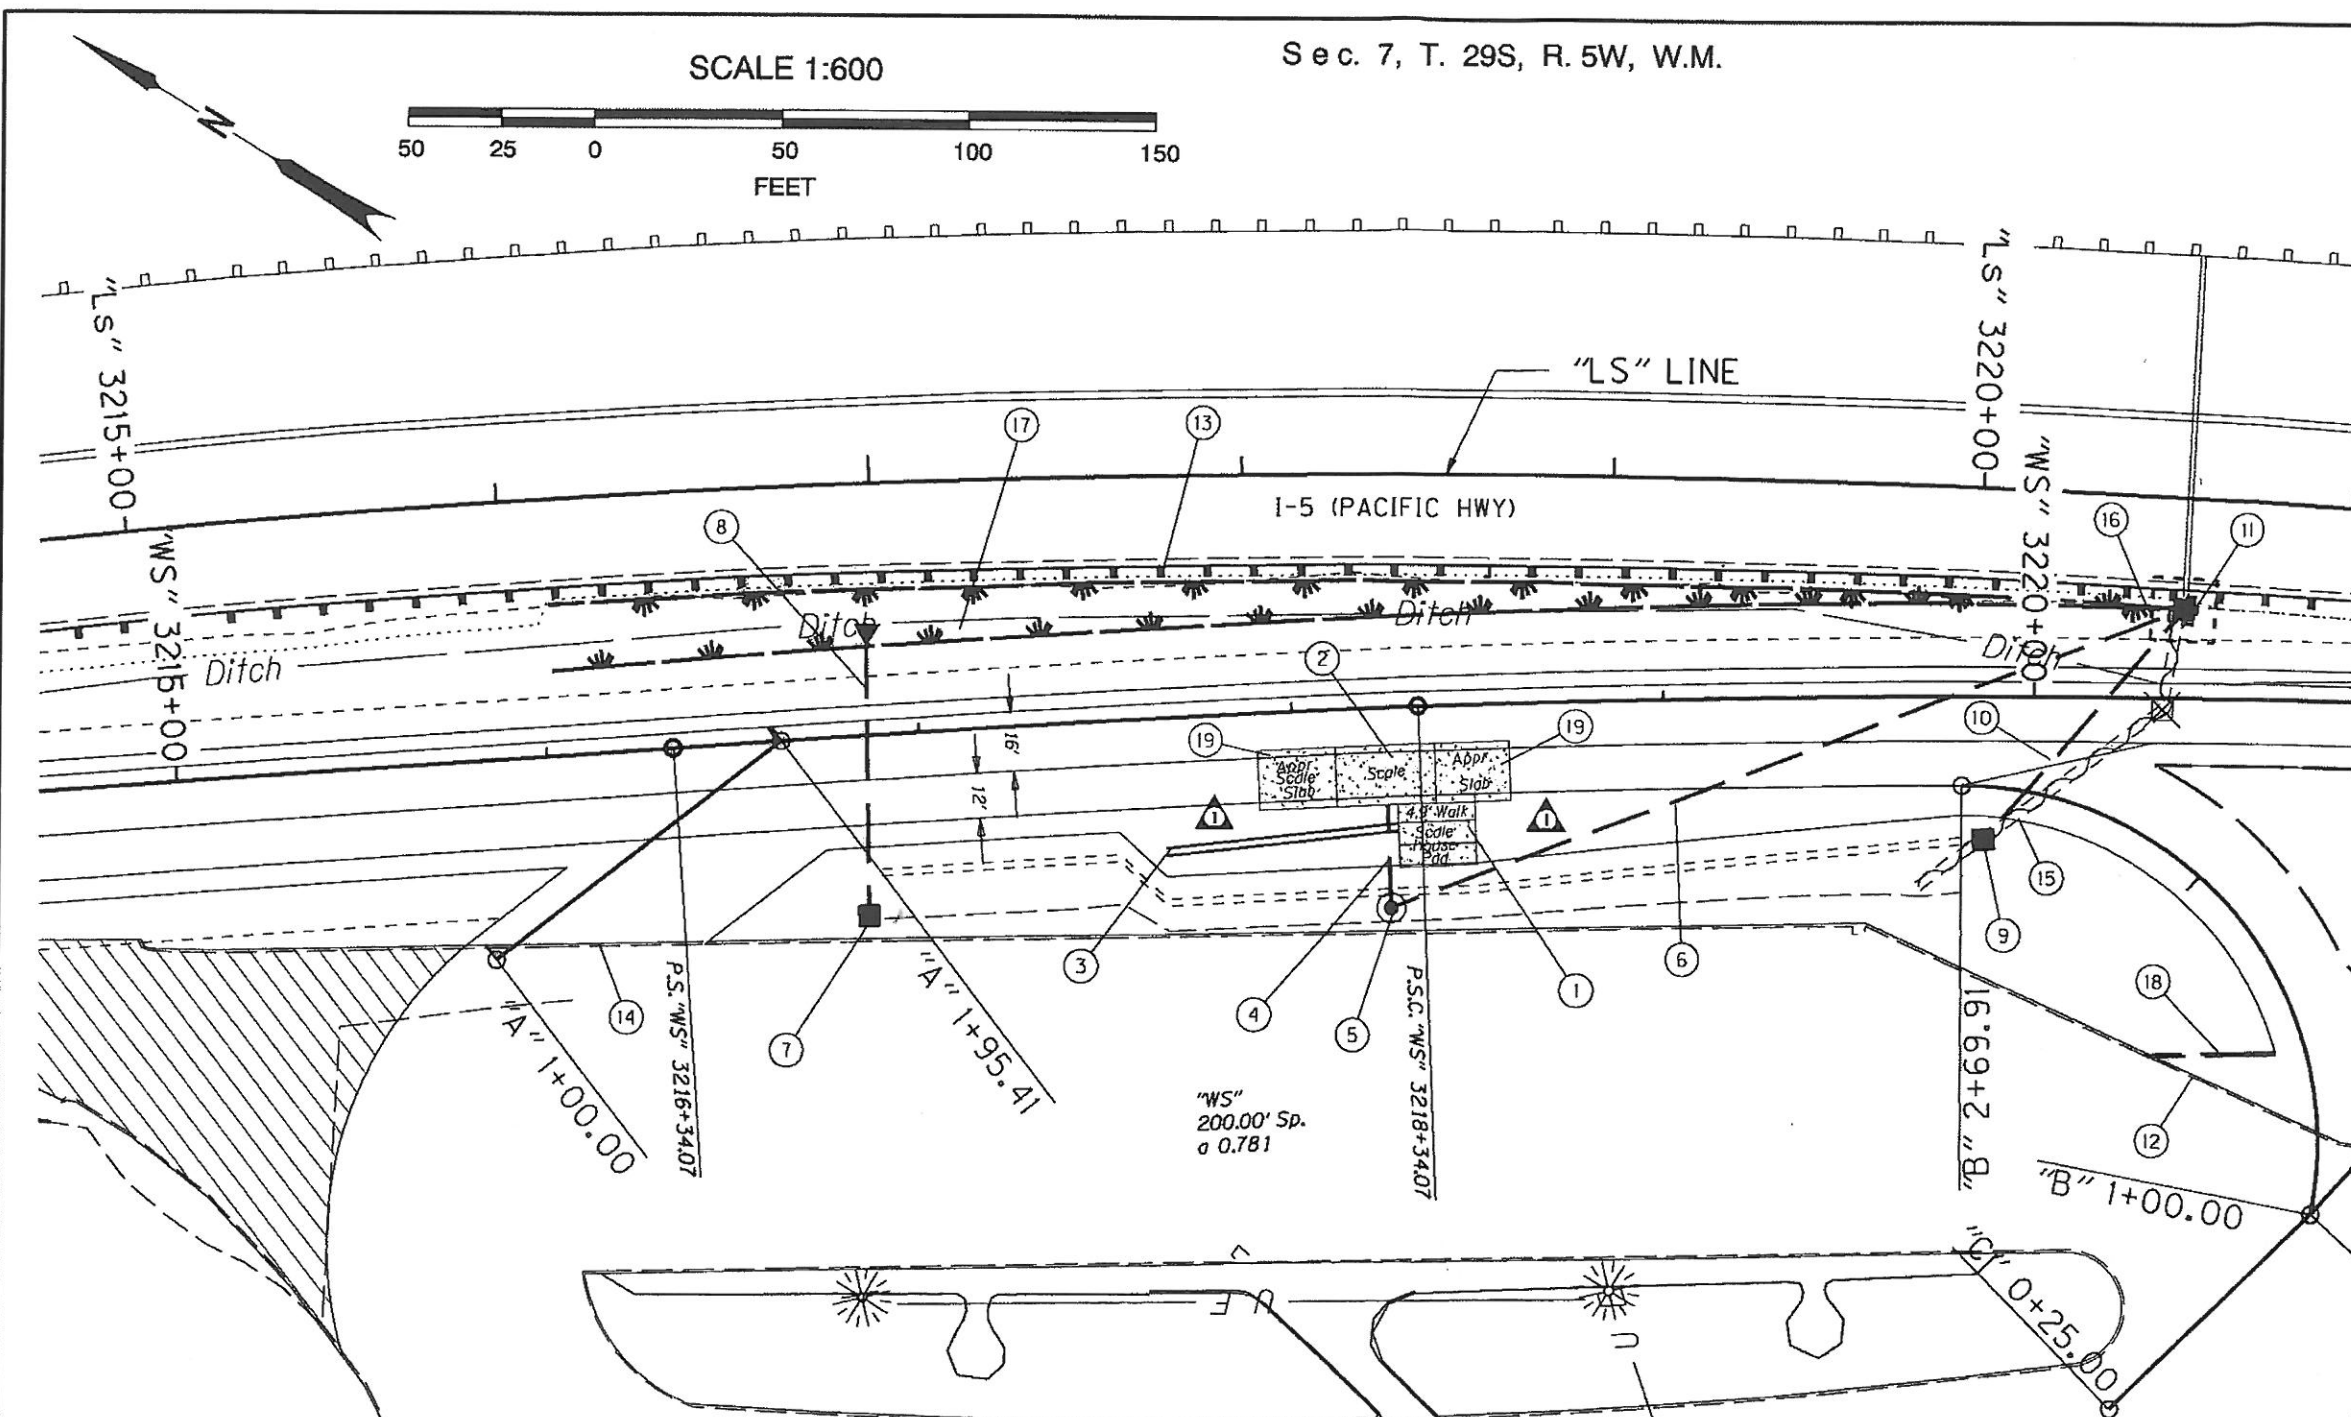 SCALE 1:600
Sec. 7, T. 29S, R. 5W, W.M.
N
50 25 0 50 100 150
FEET
"Ls" 3215+00
"Ls" 3220+00
"LS" LINE
17
13
I-5 (PACIFIC HWY)
"WS" 3215+00
"WS" 3220+00
8
16
11
Ditch
Ditch
Ditch
Ditch
2
16'
12'
19
19
10
Appr
Scale
Slab
Scale
Appr
Slab
1
1
4.9' Walk
Scale
House
Pad
15
9
3
6
14
7
4
5
1
18
12
"A" 1+00.00
P.S. "WS" 3216+34.07
"A" 1+95.41
P.S.C. "WS" 3218+34.07
"B" 2+69.91
"B" 1+00.00
"WS"
200.00' Sp.
a 0.781
"C" 0+25.00
U F
U